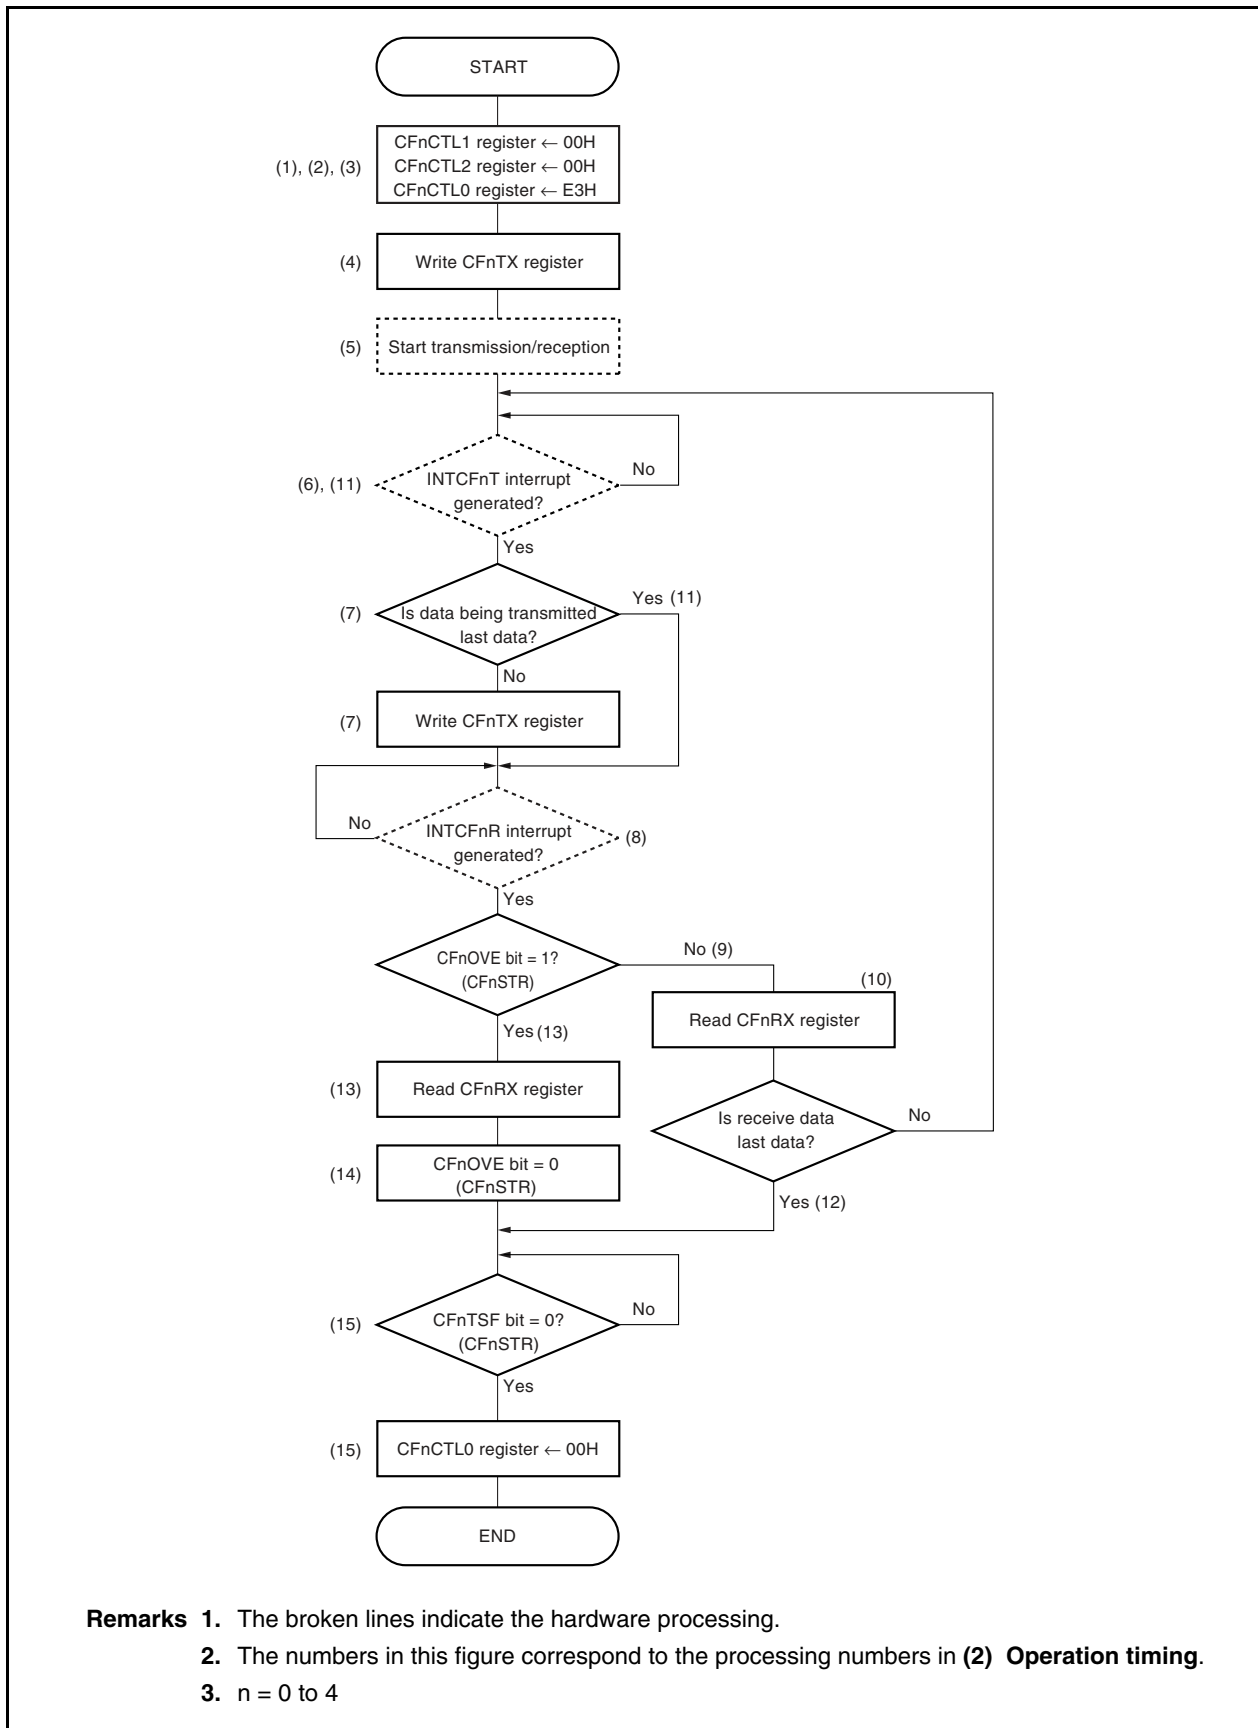 START
CFnCTL1 register ← 00H
(1), (2), (3)
CFnCTL2 register ← 00H
CFnCTL0 register ← E3H
(4)
Write CFnTX register
(5)
Start transmission/reception
(6), (11)
INTCFnT interrupt
generated?
No
Yes
(7)
Is data being transmitted
last data?
Yes (11)
No
(7)
Write CFnTX register
No
INTCFnR interrupt
generated?
(8)
Yes
CFnOVE bit = 1?
(CFnSTR)
No (9)
(10)
Read CFnRX register
Yes (13)
(13)
Read CFnRX register
Is receive data
last data?
No
(14)
CFnOVE bit = 0
(CFnSTR)
Yes (12)
(15)
CFnTSF bit = 0?
(CFnSTR)
No
Yes
(15)
CFnCTL0 register ← 00H
END
Remarks 1. The broken lines indicate the hardware processing.
2. The numbers in this figure correspond to the processing numbers in (2) Operation timing.
3. n = 0 to 4